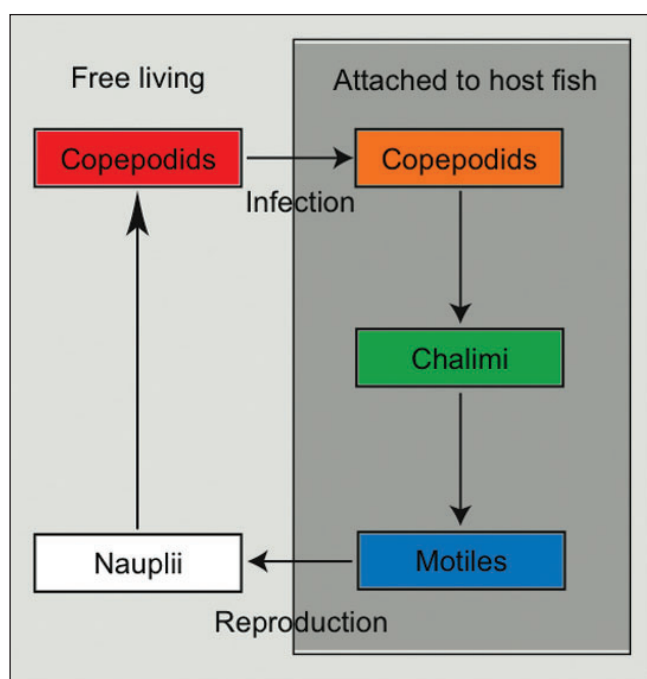 Free living
Attached to host fish
Copepodids
Copepodids
Infection
Chalimi
Nauplii
Motiles
Reproduction